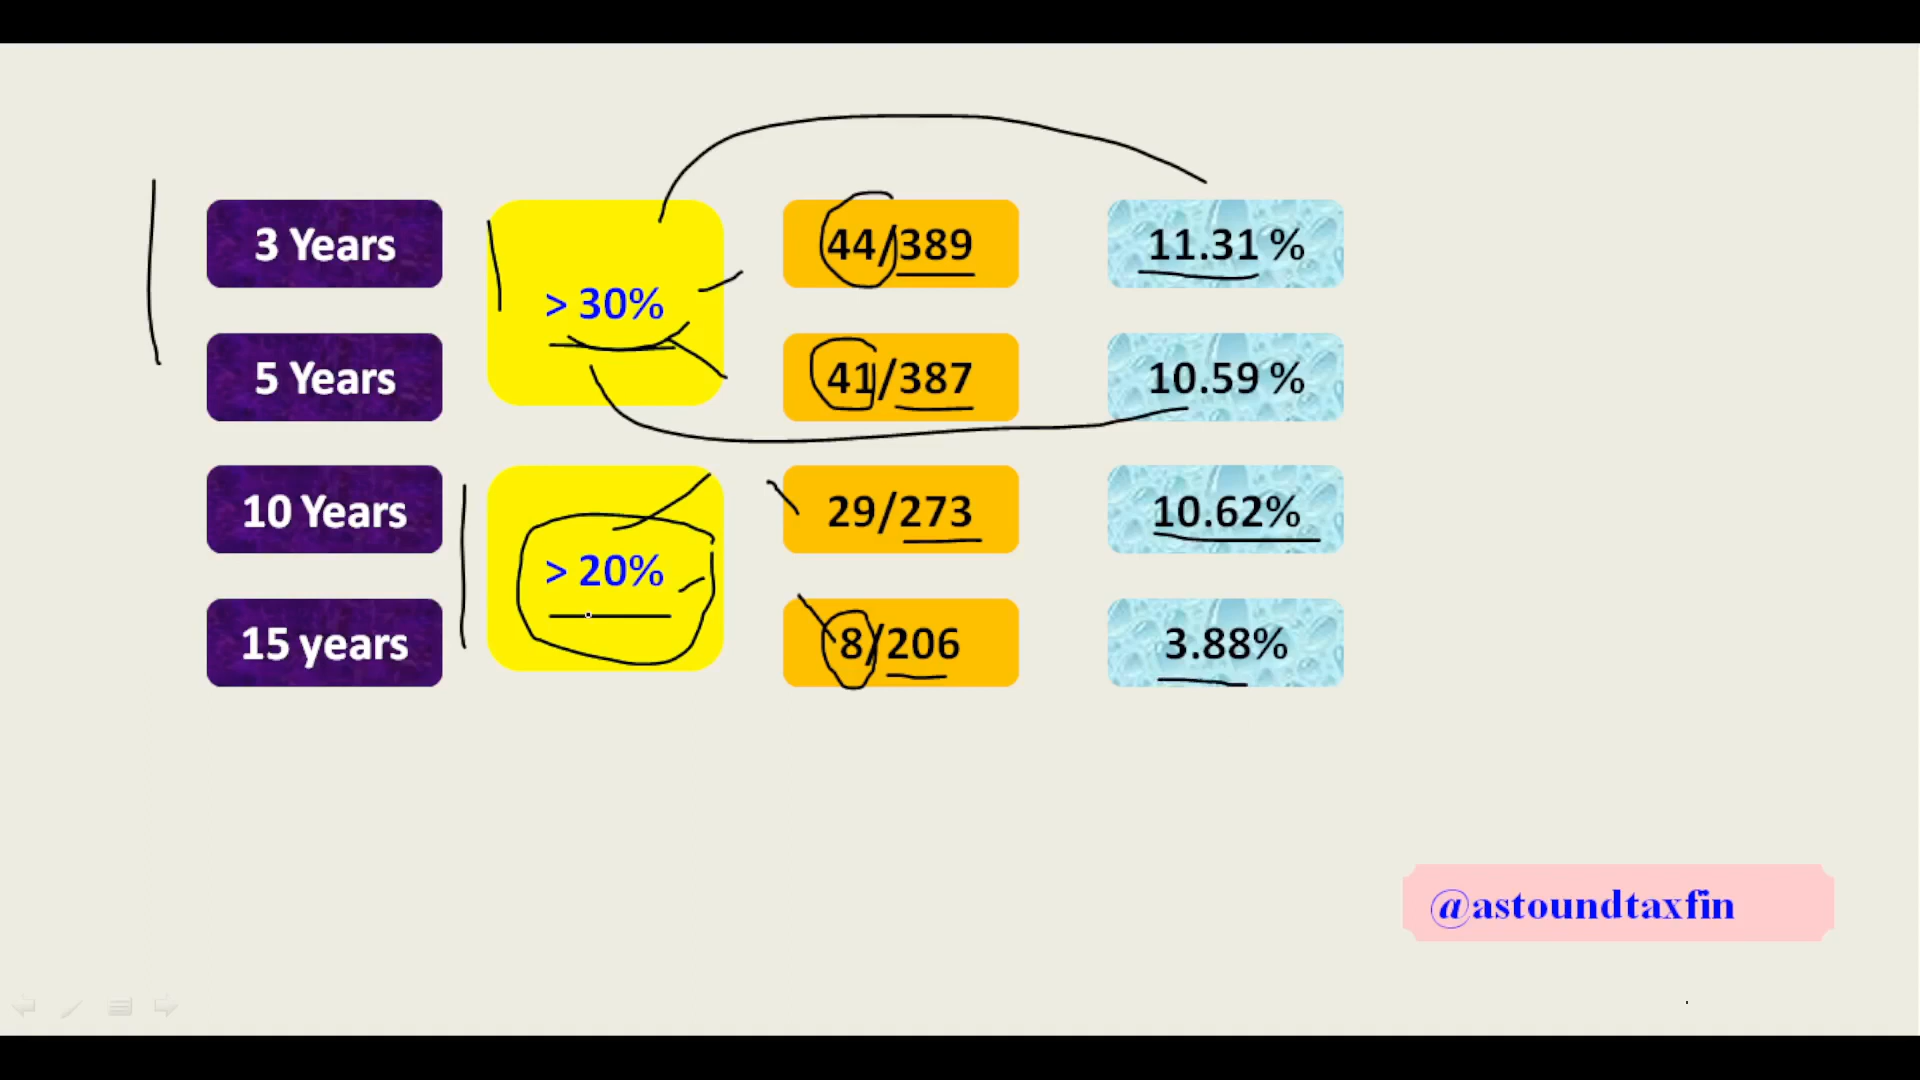 3 Years
> 30%
44/389
11.31 %
5 Years
41/387
10.59 %
10 Years
> 20%
29/273
10.62%
15 years
8/206
3.88%
@astoundtaxfin